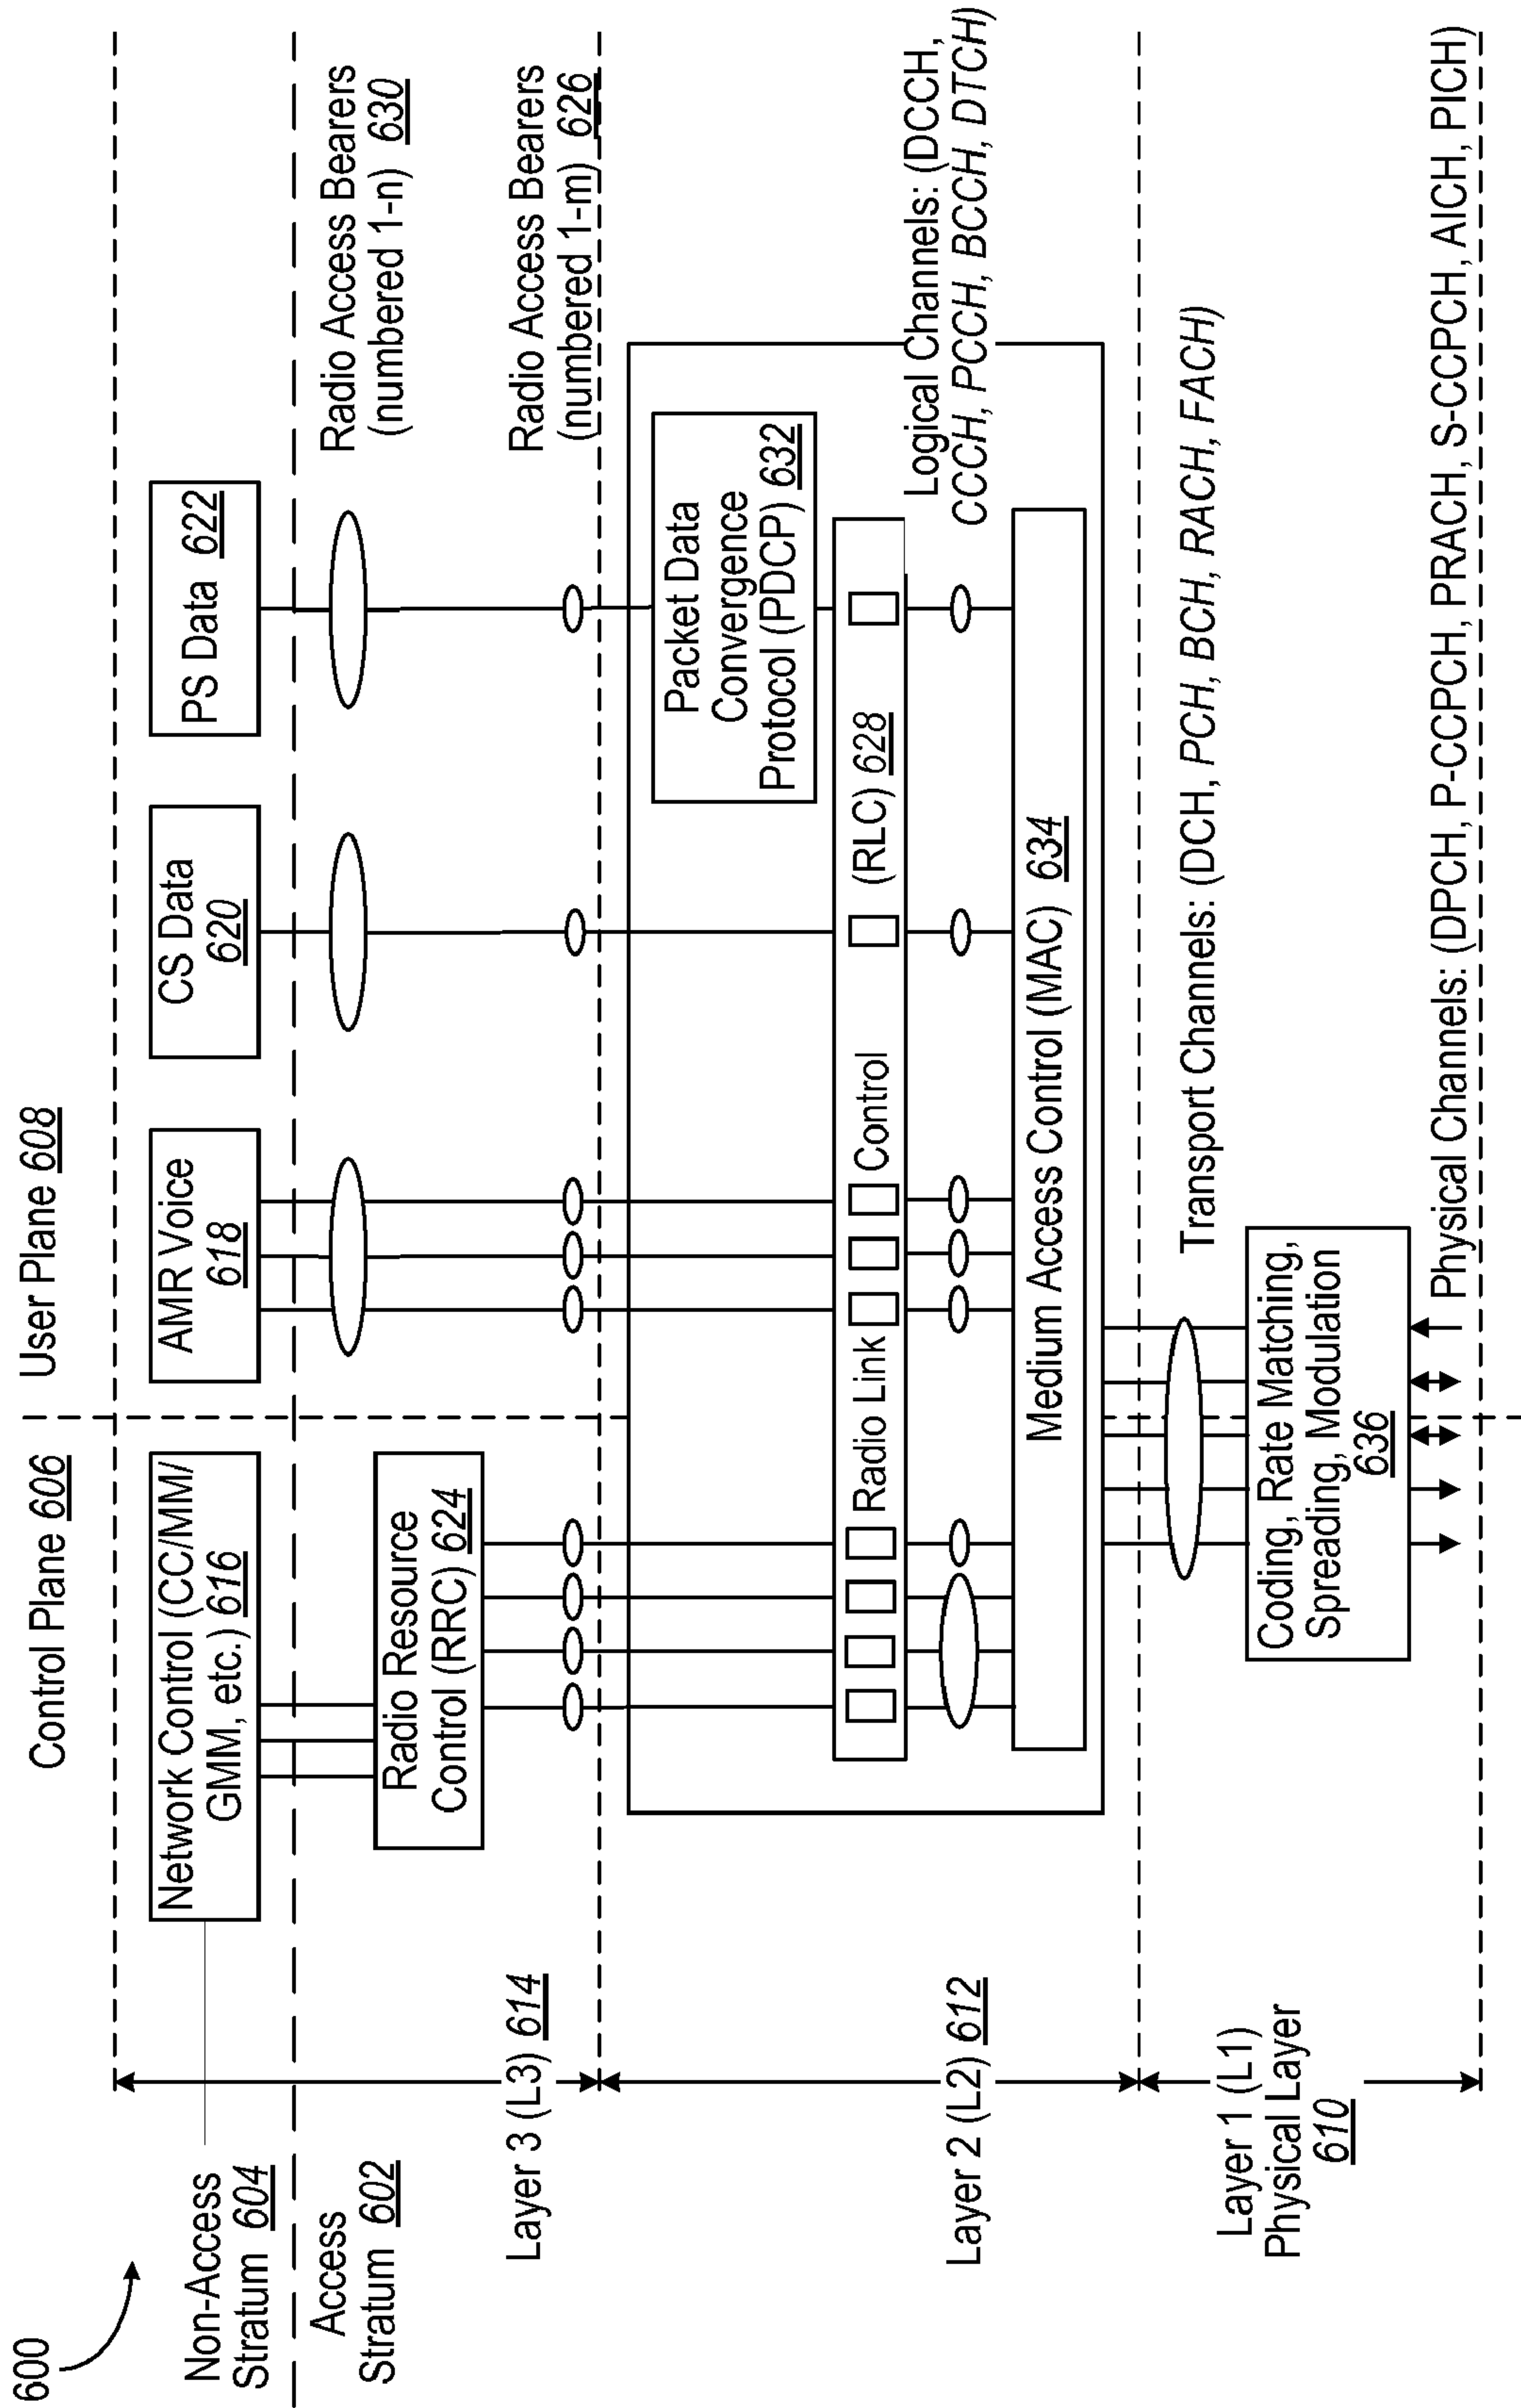 600
Control Plane 606
User Plane 608
Non-Access
Stratum 604
Access
Stratum 602
Network Control (CC/MM/
GMM, etc.) 616
AMR Voice
618
CS Data
620
PS Data 622
Radio Resource
Control (RRC) 624
Radio Access Bearers
(numbered 1-n) 630
Radio Access Bearers
(numbered 1-m) 626
Layer 3 (L3) 614
Packet Data
Convergence
Protocol (PDCP) 632
Radio Link Control (RLC) 628
Logical Channels: (DCCH,
CCCH, PCCH, BCCH, DTCH)
Layer 2 (L2) 612
Medium Access Control (MAC) 634
Transport Channels: (DCH, PCH, BCH, RACH, FACH)
Layer 1 (L1)
Physical Layer
610
Coding, Rate Matching,
Spreading, Modulation
636
Physical Channels: (DPCH, P-CCPCH, PRACH, S-CCPCH, AICH, PICH)